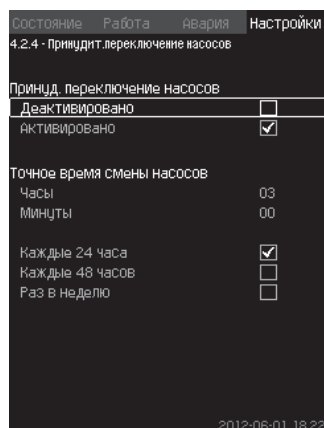 Состояние Работа Авария Настройки
4.2.4 - Принудит.переключение насосов
Принуд. переключение насосов
Деактивировано
Активировано
Точное время смены насосов
Часы 03
Минуты 00
Каждые 24 часа
Каждые 48 часов
Раз в неделю
2012-06-01 18:22